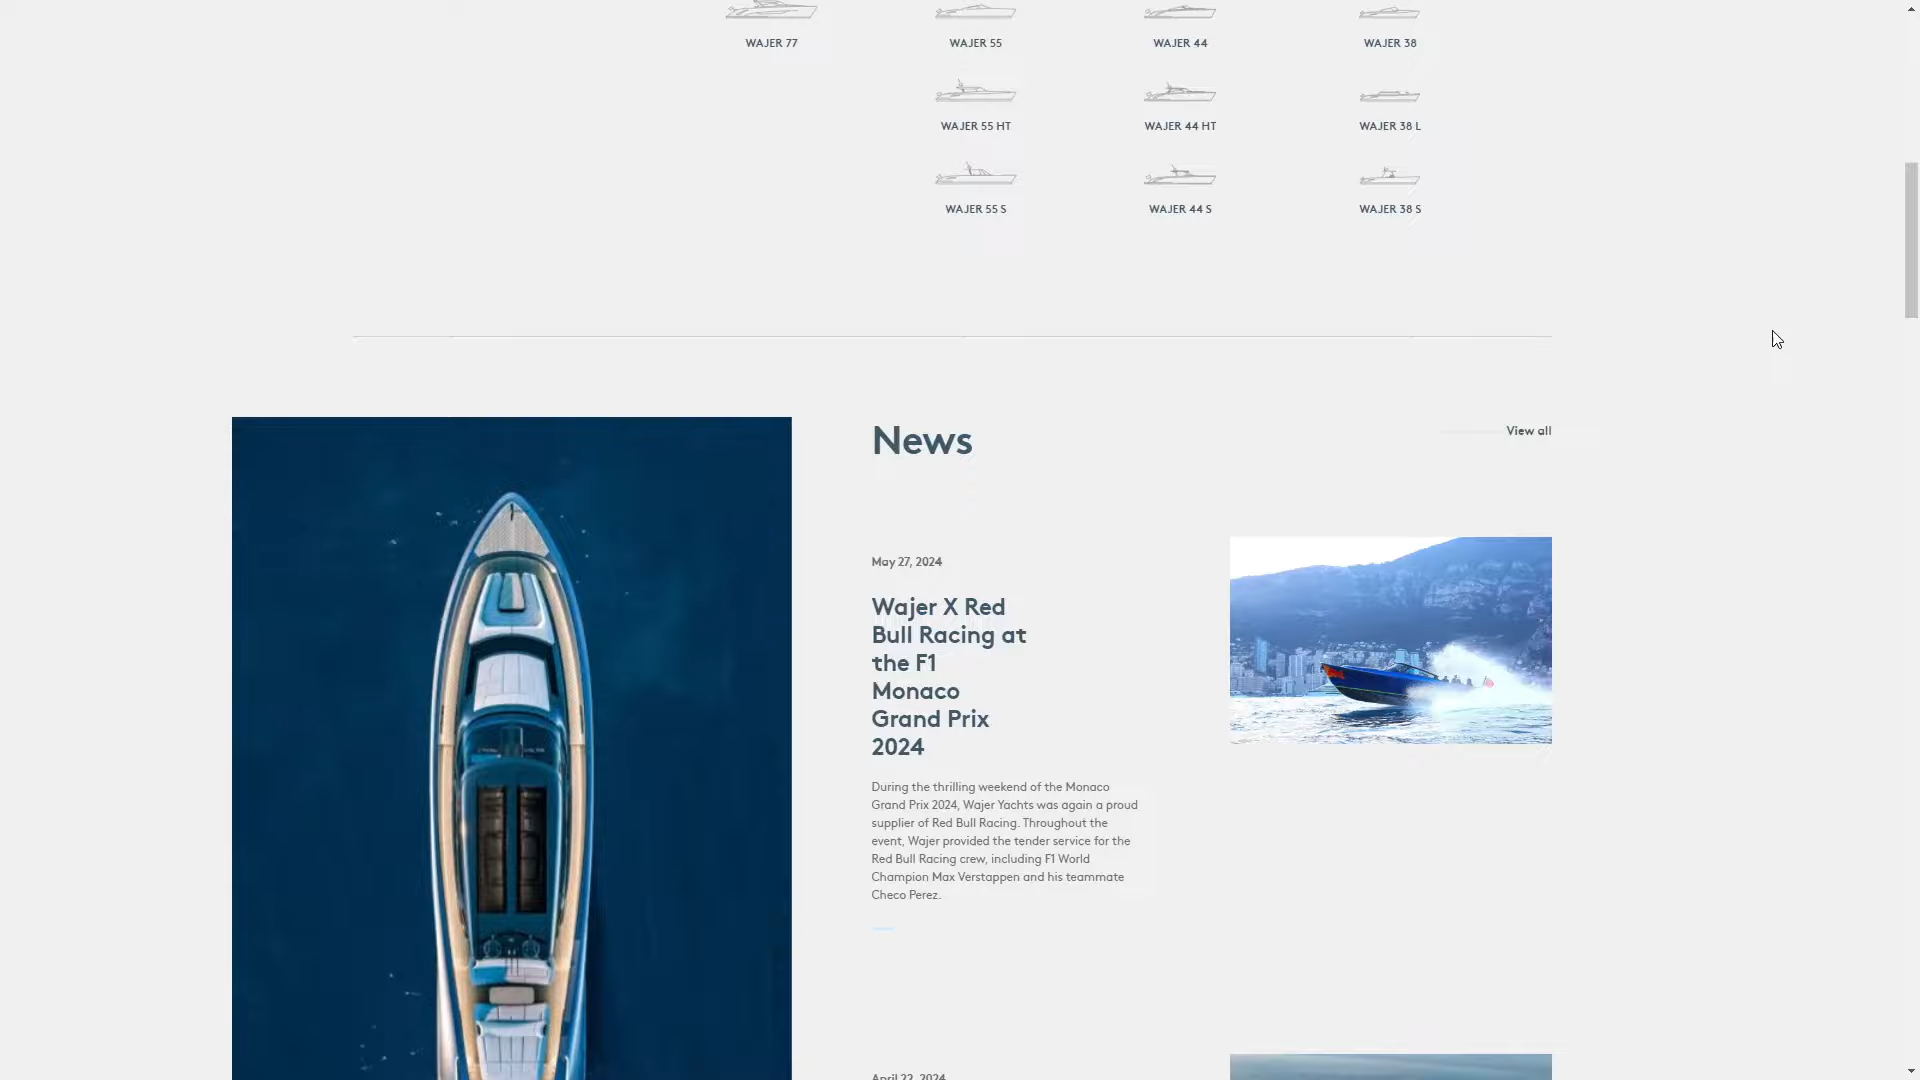 WAJER 77
WAJER 55
WAJER 44
WAJER 38
WAJER 55 HT
WAJER 44 HT
WAJER 38 L
WAJER 55 S
WAJER 44 S
WAJER 38 S
News
View all
May 27, 2024
Wajer X Red
Bull Racing at
the F1
Monaco
Grand Prix
2024
During the thrilling weekend of the Monaco
Grand Prix 2024, Wajer Yachts was again a proud
supplier of Red Bull Racing. Throughout the
event, Wajer provided the tender service for the
Red Bull Racing crew, including F1 World
Champion Max Verstappen and his teammate
Checo Perez.
April 22, 2024